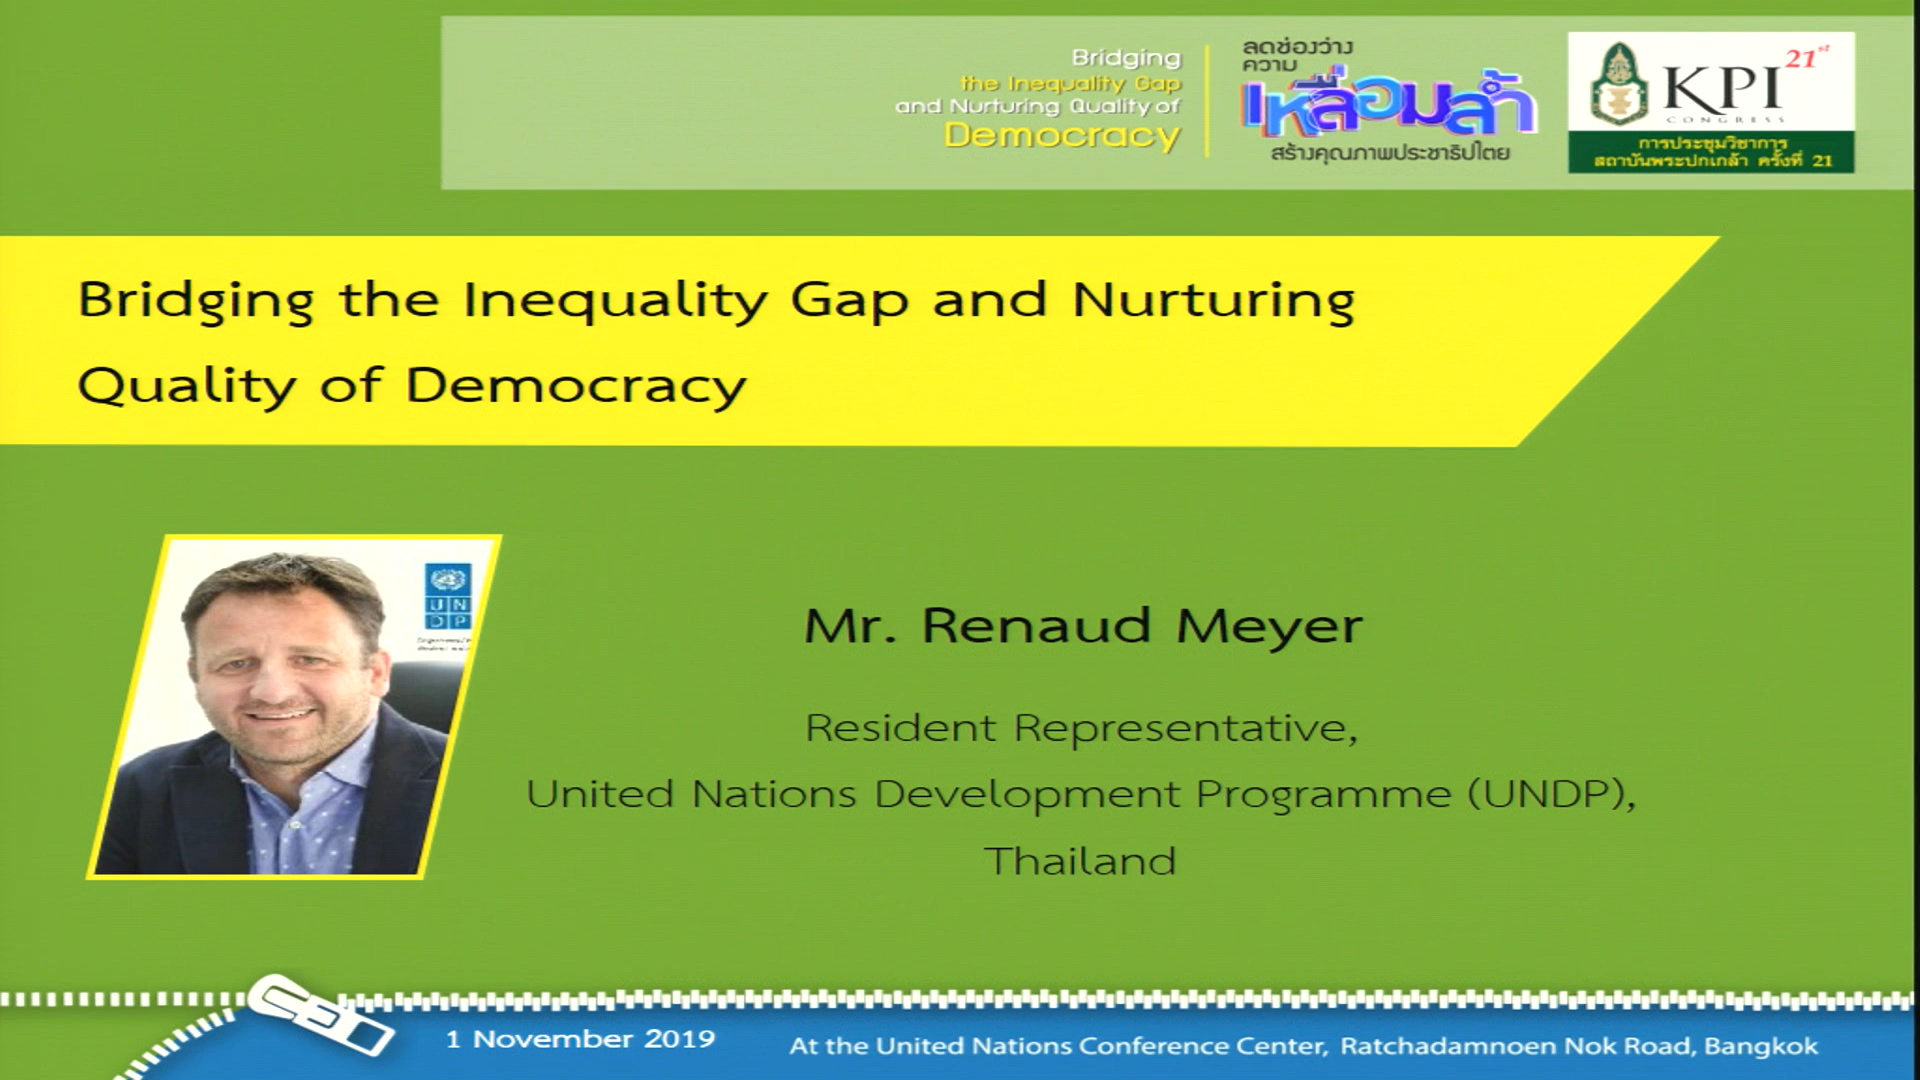 Bridging
the Inequality Gap
and Nurturing Quality of
Democracy
ลดช่องว่าง
ความ
เหลื่อมล้ำ
สร้างคุณภาพประชาธิปไตย
KPI 21st
CONGRESS
การประชุมวิชาการ
สถาบันพระปกเกล้า ครั้งที่ 21
Bridging the Inequality Gap and Nurturing
Quality of Democracy
UN
DP
Mr. Renaud Meyer
Resident Representative,
United Nations Development Programme (UNDP),
Thailand
1 November 2019
At the United Nations Conference Center, Ratchadamnoen Nok Road, Bangkok